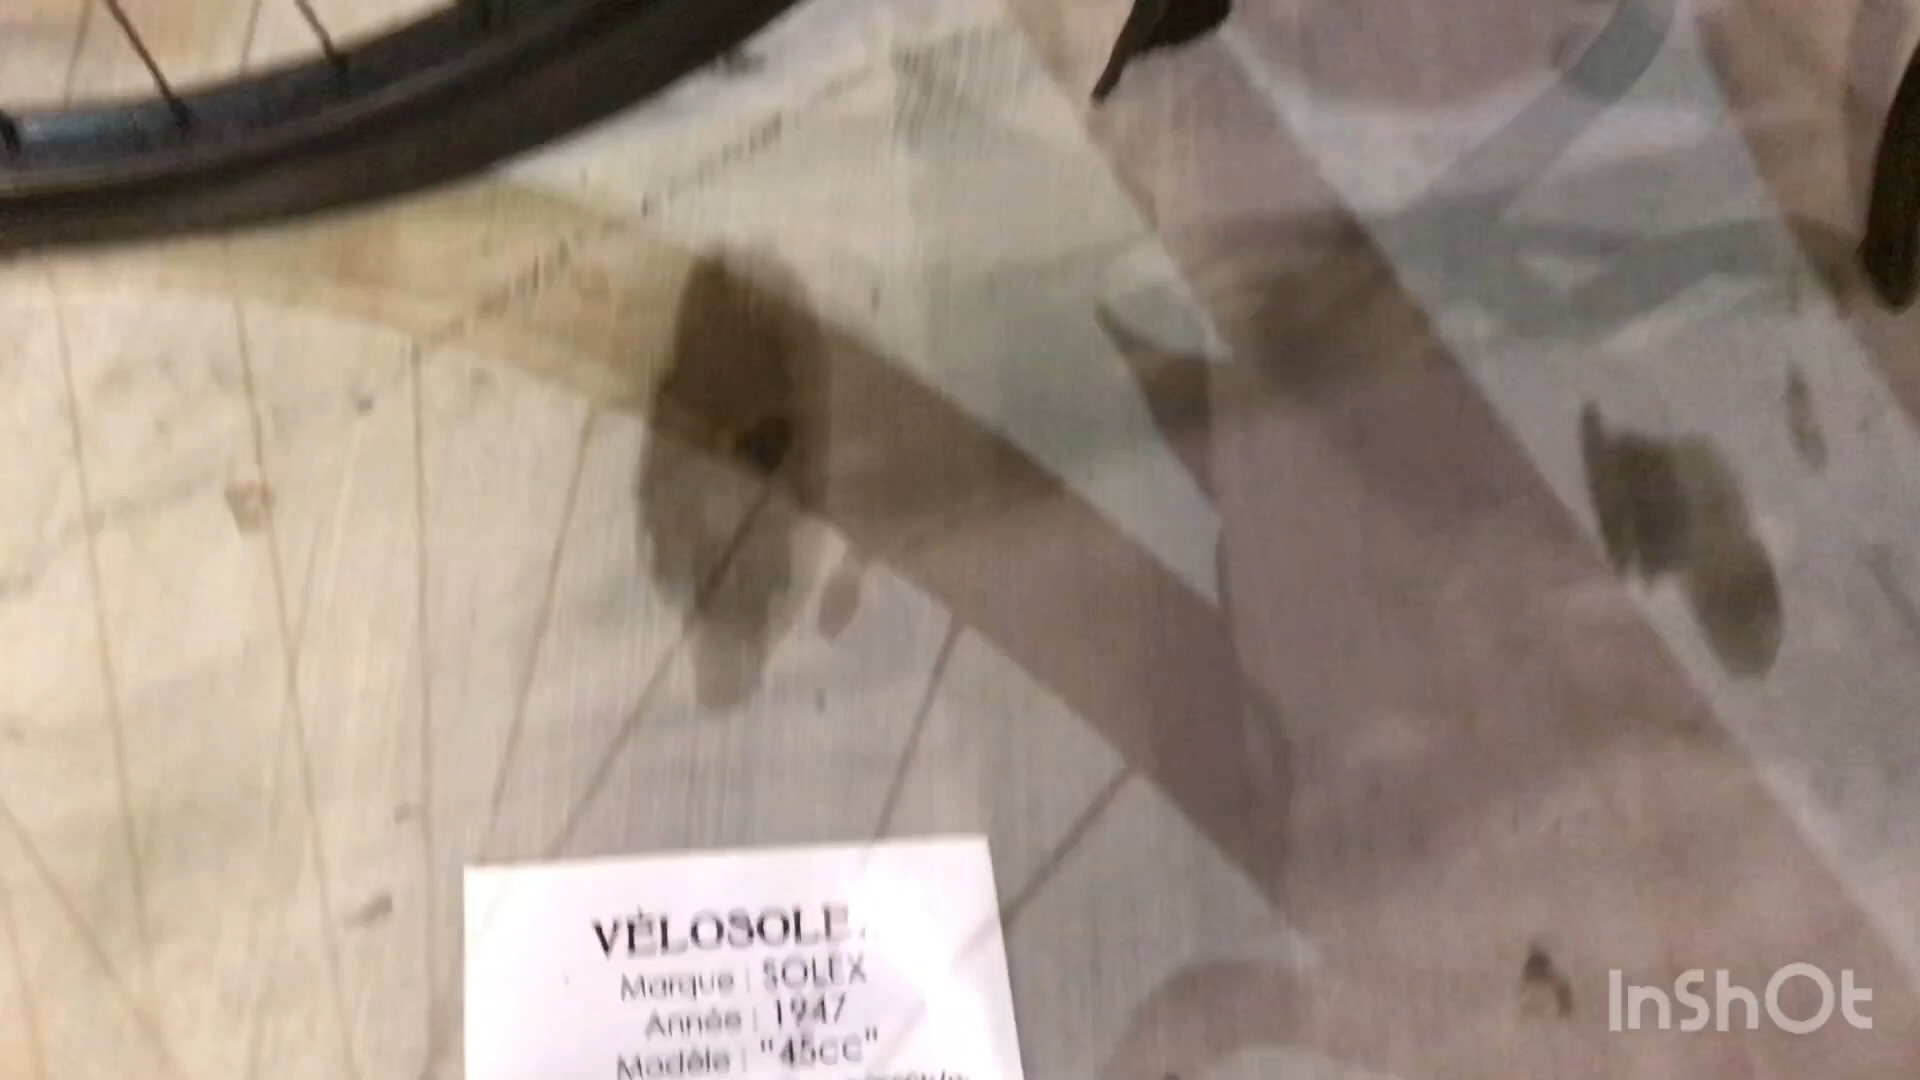 VÉLOSOLE
Marque : SOLEX
Année : 1947
Modèle : "45cc"
InShOt